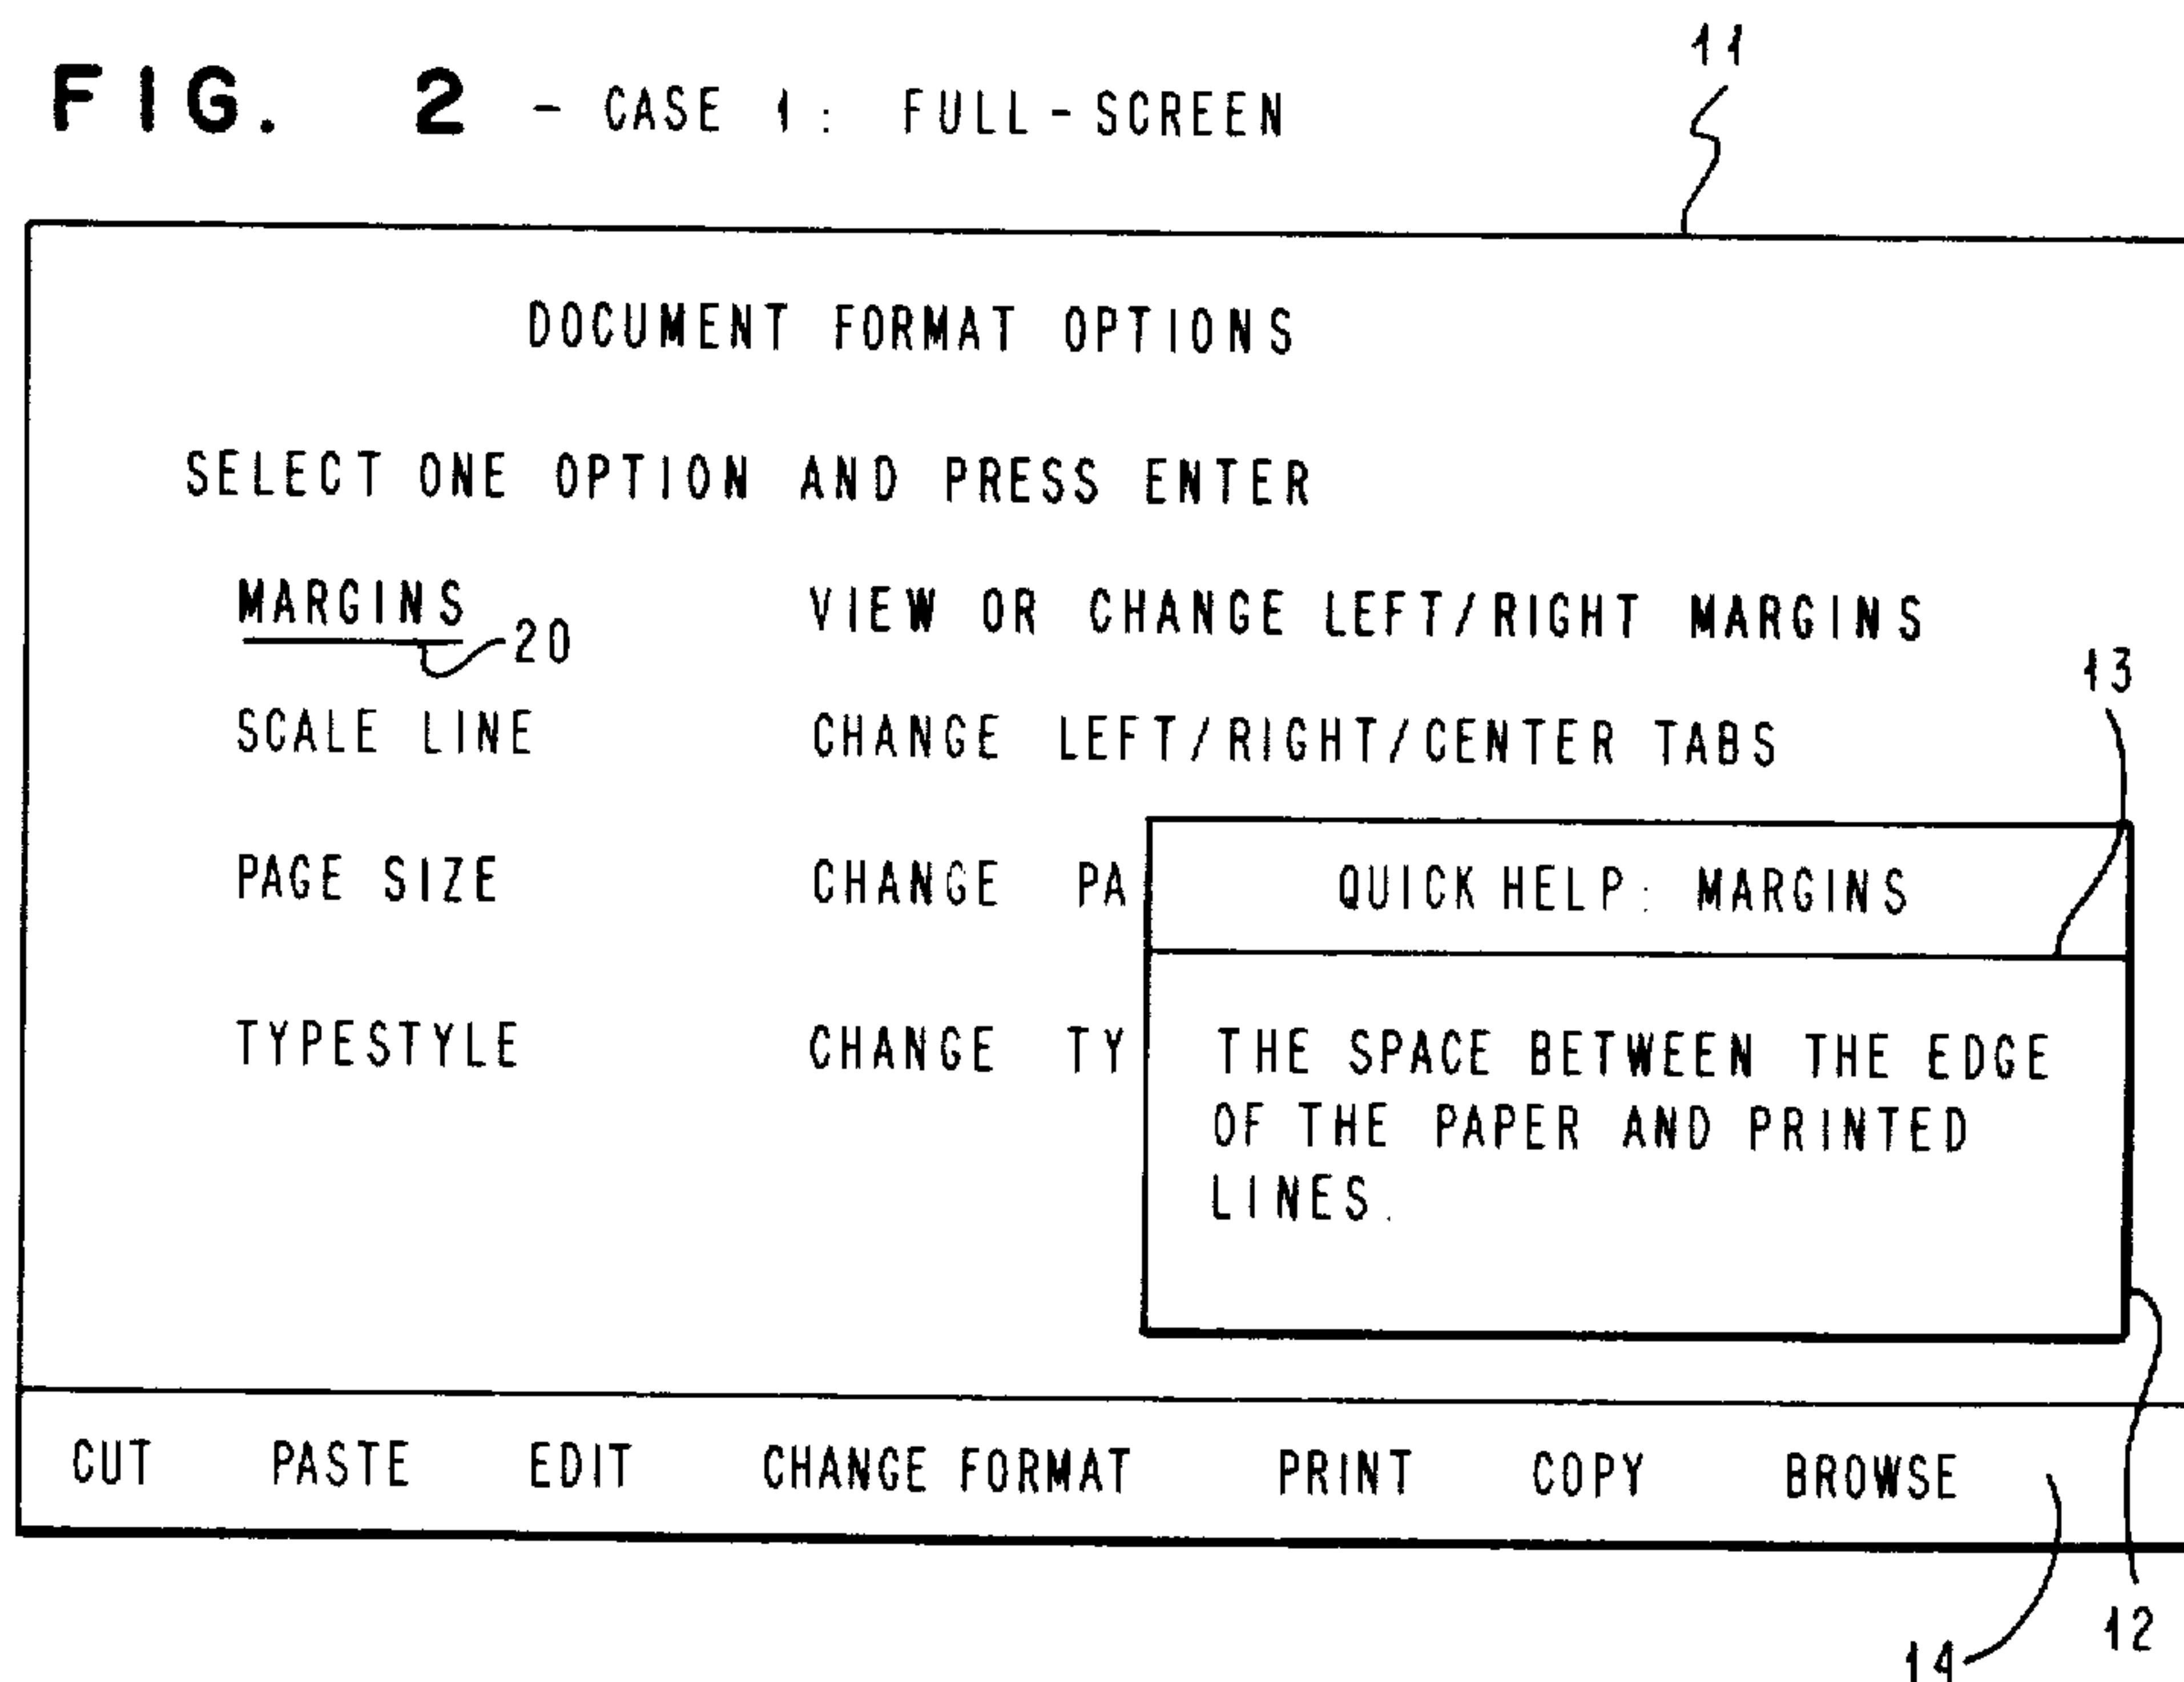 11
FIG. 2 - CASE 1: FULL-SCREEN
DOCUMENT FORMAT OPTIONS
SELECT ONE OPTION AND PRESS ENTER
MARGINS VIEW OR CHANGE LEFT/RIGHT MARGINS
20
13
SCALE LINE CHANGE LEFT/RIGHT/CENTER TABS
PAGE SIZE CHANGE PA
QUICK HELP: MARGINS
TYPESTYLE CHANGE TY
THE SPACE BETWEEN THE EDGE
OF THE PAPER AND PRINTED
LINES.
CUT PASTE EDIT CHANGE FORMAT PRINT COPY BROWSE
12
14